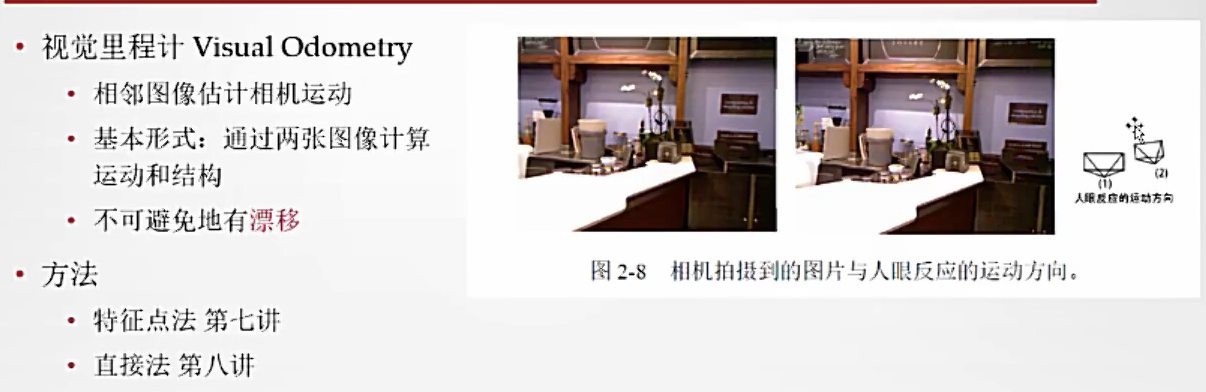 视觉里程计 Visual Odometry
相邻图像估计相机运动
基本形式：通过两张图像计算
运动和结构
不可避免地有漂移
方法
特征点法 第七讲
直接法 第八讲
(1)
(2)
人眼反应的运动方向
图 2-8 相机拍摄到的图片与人眼反应的运动方向。